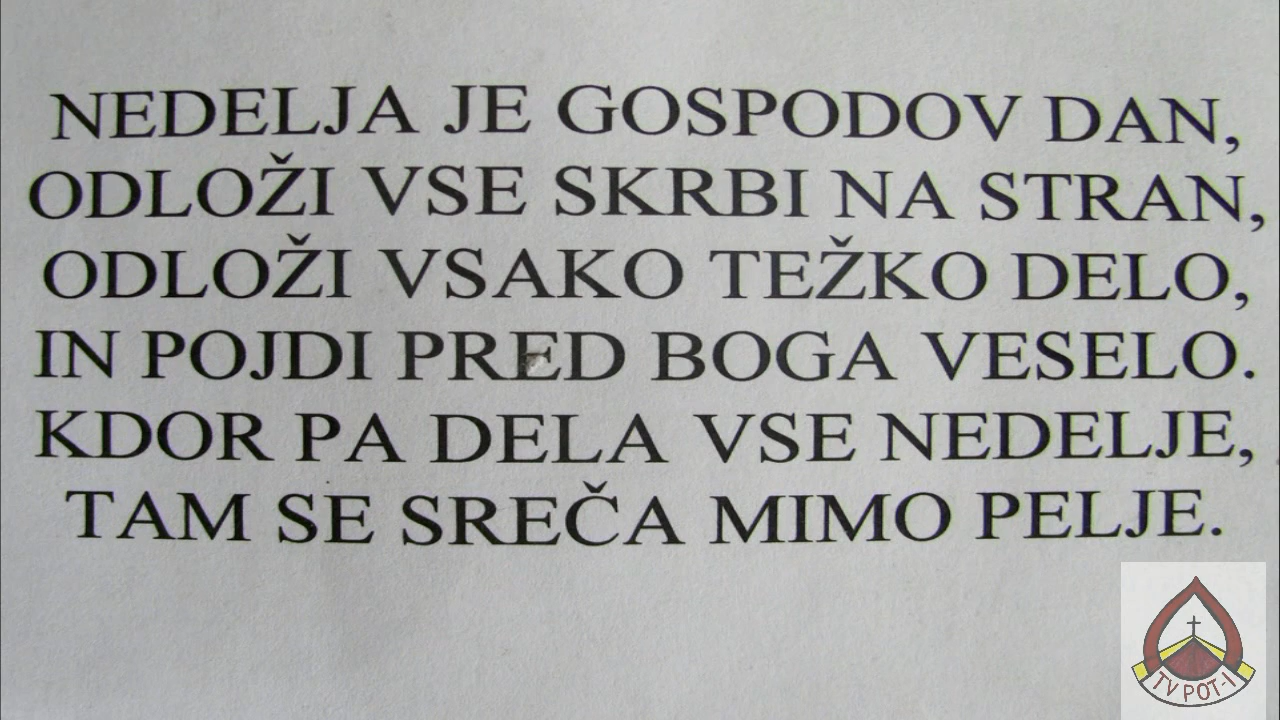 NEDELJA JE GOSPODOV DAN,
ODLOŽI VSE SKRBI NA STRAN,
ODLOŽI VSAKO TEŽKO DELO,
IN POJDI PRED BOGA VESELO.
KDOR PA DELA VSE NEDELJE,
TAM SE SREČA MIMO PELJE.
TV POT-1